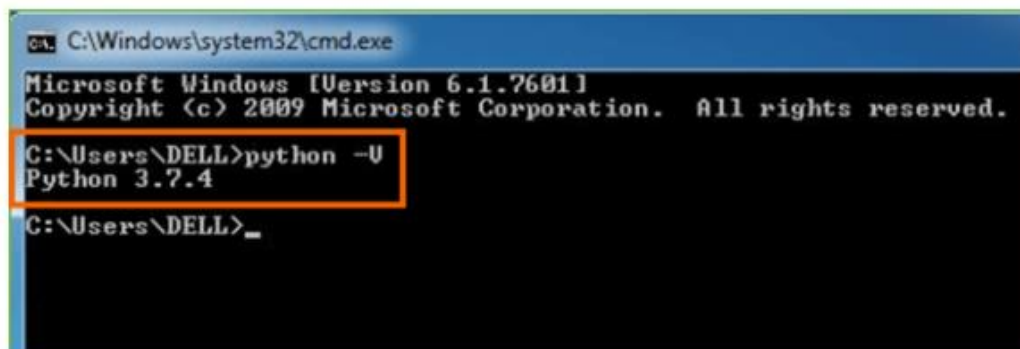 C:\Windows\system32\cmd.exe
Microsoft Windows [Version 6.1.7601]
Copyright (c) 2009 Microsoft Corporation.  All rights reserved.
C:\Users\DELL>python -V
Python 3.7.4
C:\Users\DELL>_